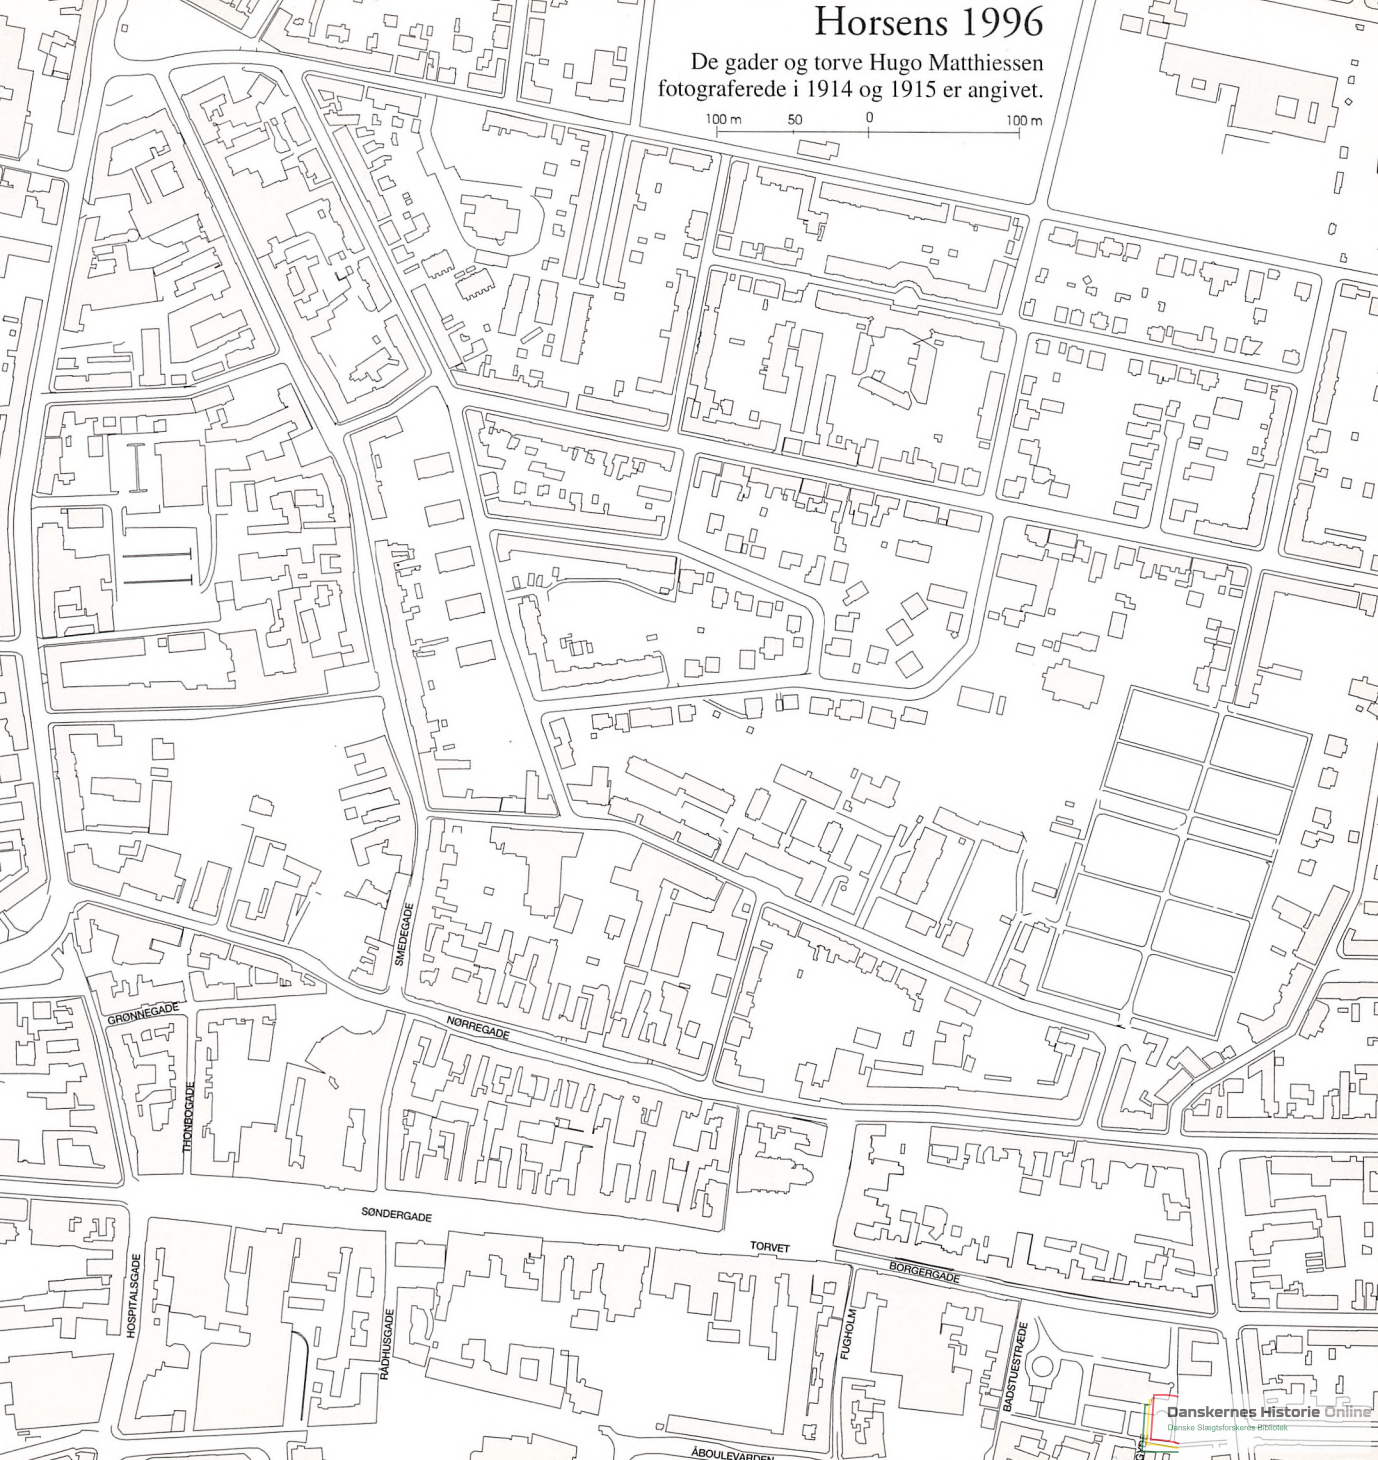 Horsens 1996
De gader og torve Hugo Matthiessen
fotograferede i 1914 og 1915 er angivet.
100 m 50 0 100 m
SMEDEGADE
GRØNNEGADE
NØRREGADE
THONBOGADE
SØNDERGADE
TORVET
HOSPITALSGADE
BORGERGADE
RÅDHUSGADE
FUGHOLM
BADSTUESTRÆDE
ÅBOULEVARDEN
Danskernes Historie Online
Danske Slægtsforskeres Bibliotek